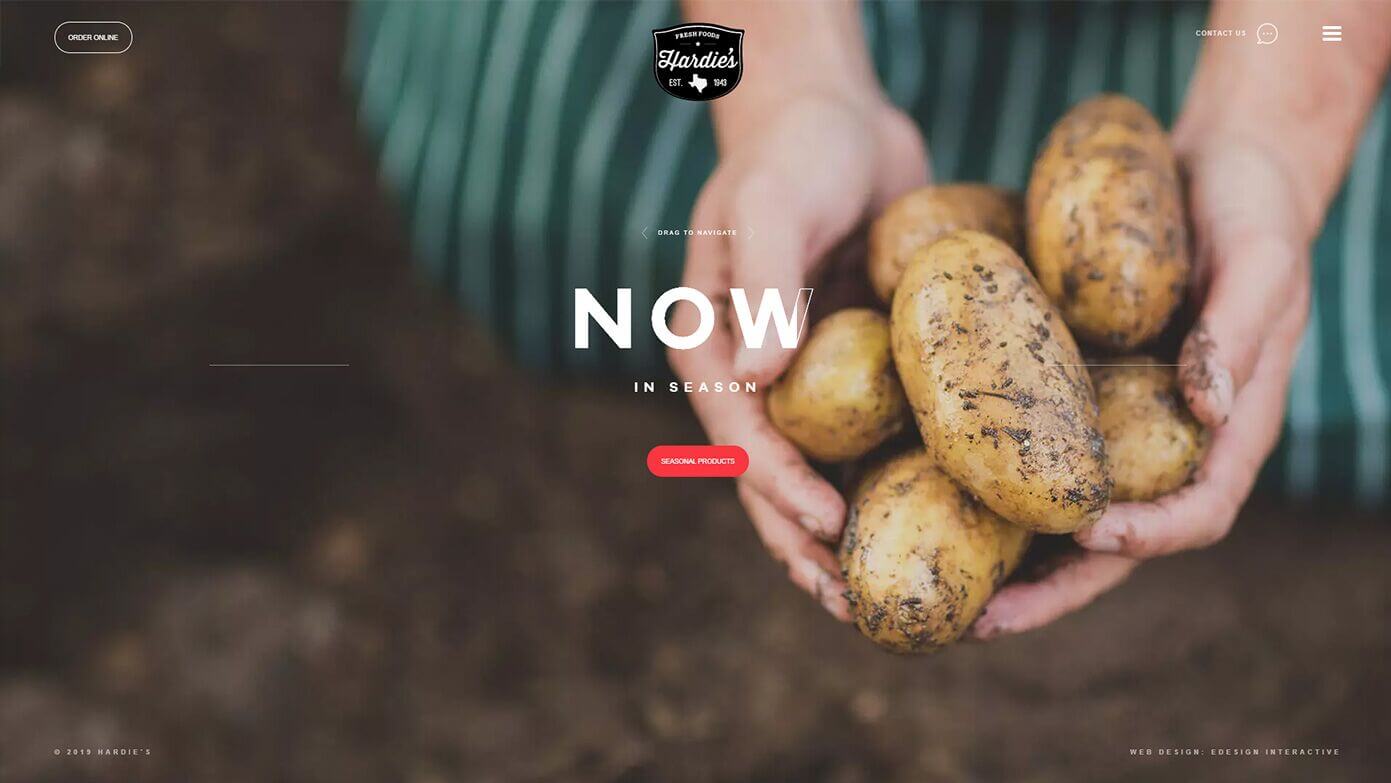 ORDER ONLINE
FRESH FOODS
Hardie's
EST. 1943
CONTACT US
DRAG TO NAVIGATE
NOW
IN SEASON
SEASONAL PRODUCTS
© 2019 HARDIE'S
WEB DESIGN: EDESIGN INTERACTIVE